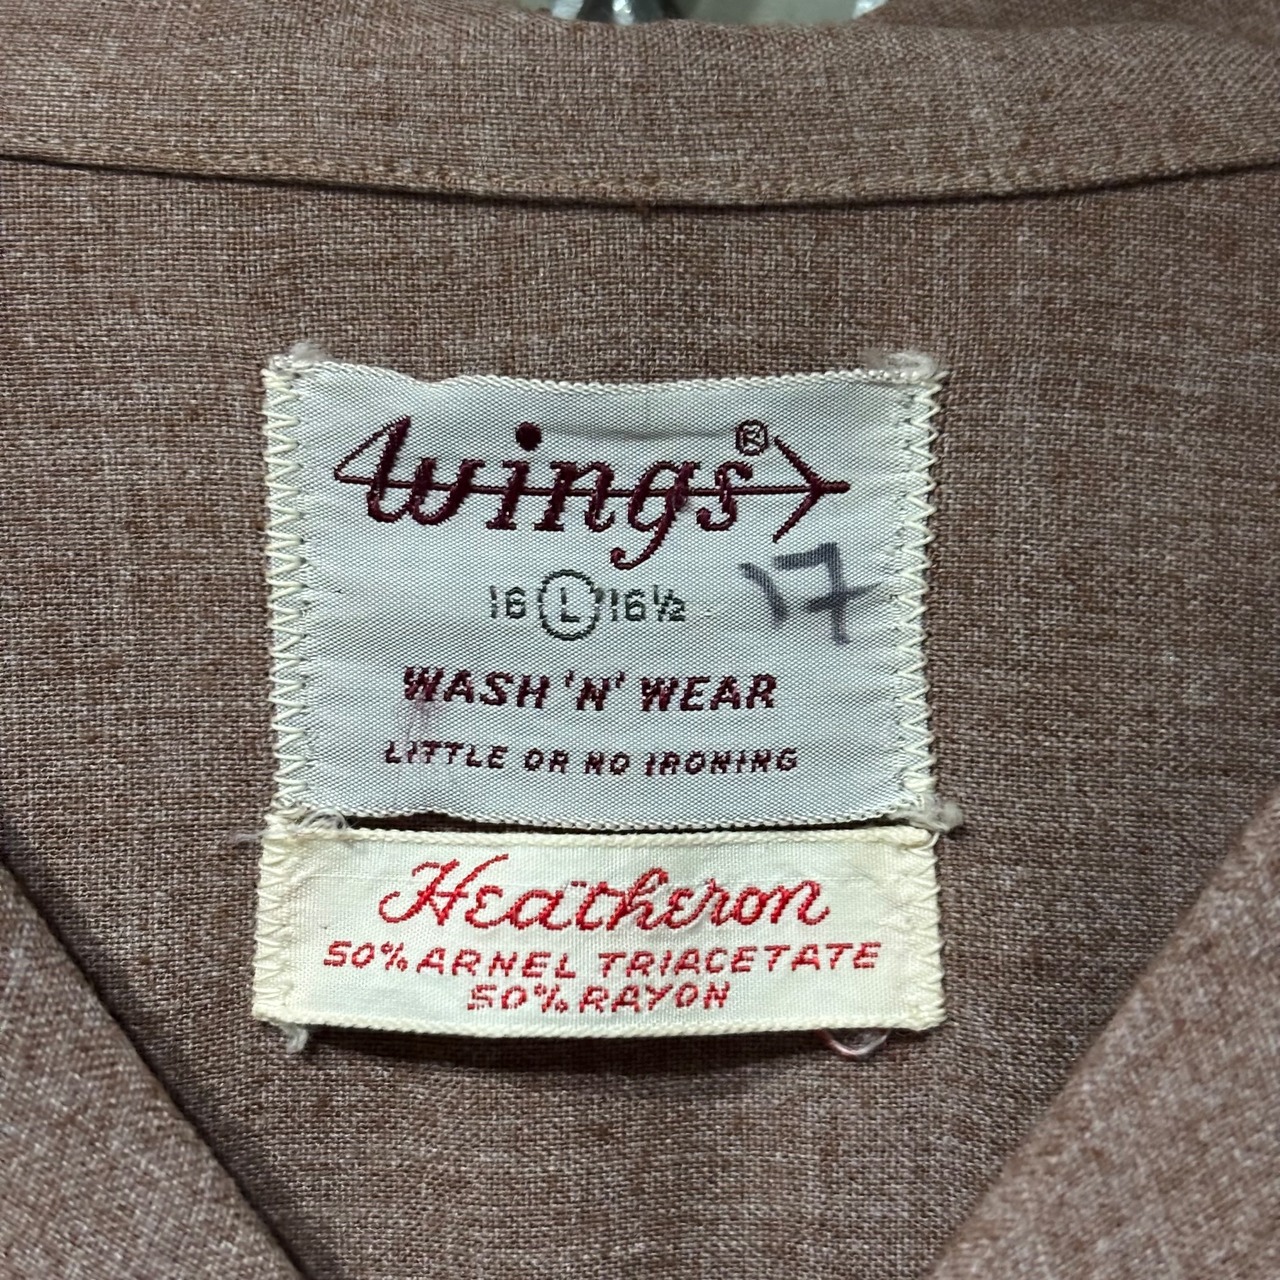 Wings®
16 L 16½
17
WASH 'N' WEAR
LITTLE OR NO IRONING
Heatheron
50% ARNEL TRIACETATE
50% RAYON